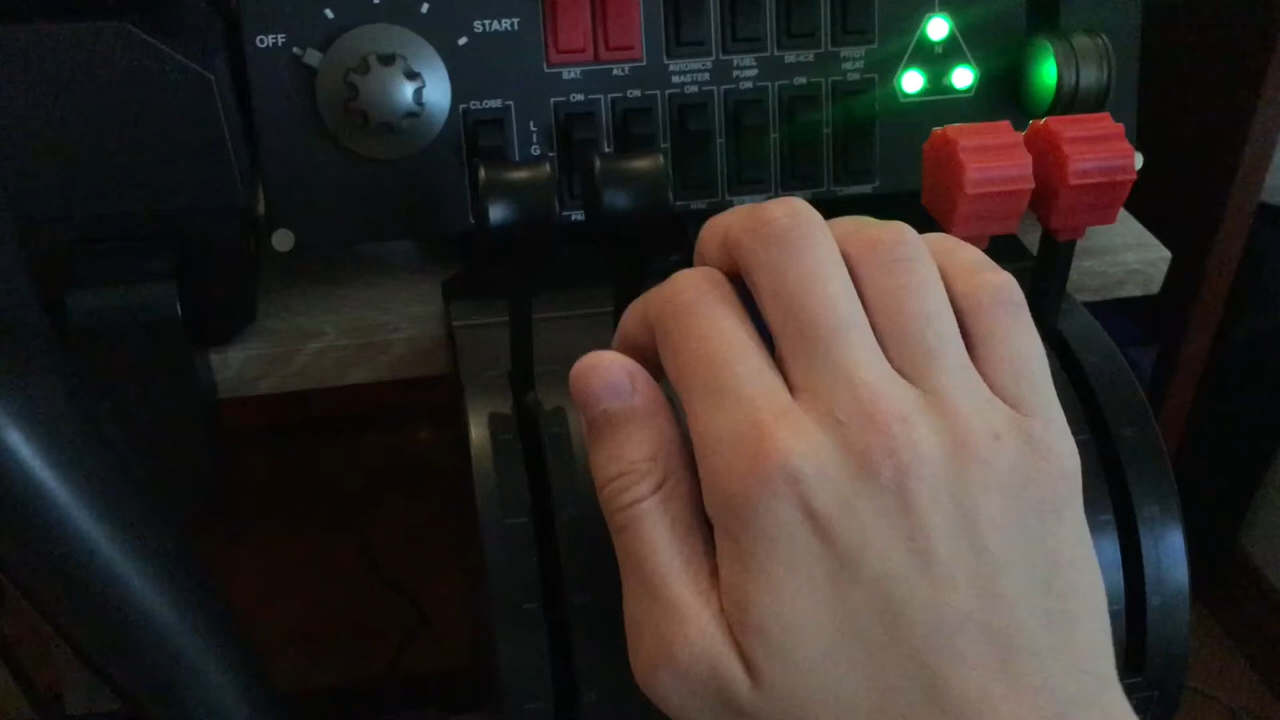 OFF
START
BAT.
ALT
AVIONICS
MASTER
FUEL
PUMP
DE-ICE
PITOT
HEAT
CLOSE
ON
ON
ON
ON
ON
ON
L
I
G
N